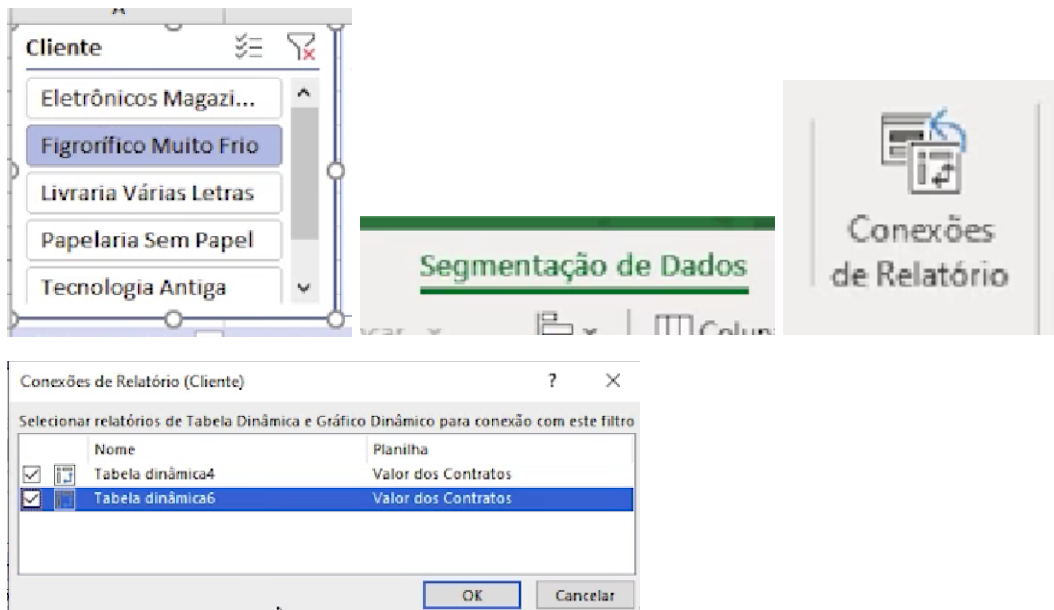 A
Cliente
Eletrônicos Magazi...
Figrorífico Muito Frio
Livraria Várias Letras
Papelaria Sem Papel
Tecnologia Antiga
Segmentação de Dados
Colun
Conexões
de Relatório
Conexões de Relatório (Cliente)
? ×
Selecionar relatórios de Tabela Dinâmica e Gráfico Dinâmico para conexão com este filtro
Nome Planilha
Tabela dinâmica4 Valor dos Contratos
Tabela dinâmica6 Valor dos Contratos
OK Cancelar